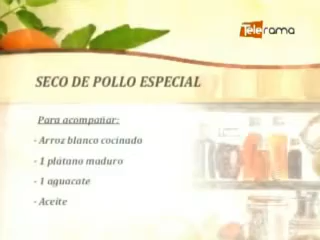 Telerama
SECO DE POLLO ESPECIAL
Para acompañar:
- Arroz blanco cocinado
- 1 plátano maduro
- 1 aguacate
- Aceite